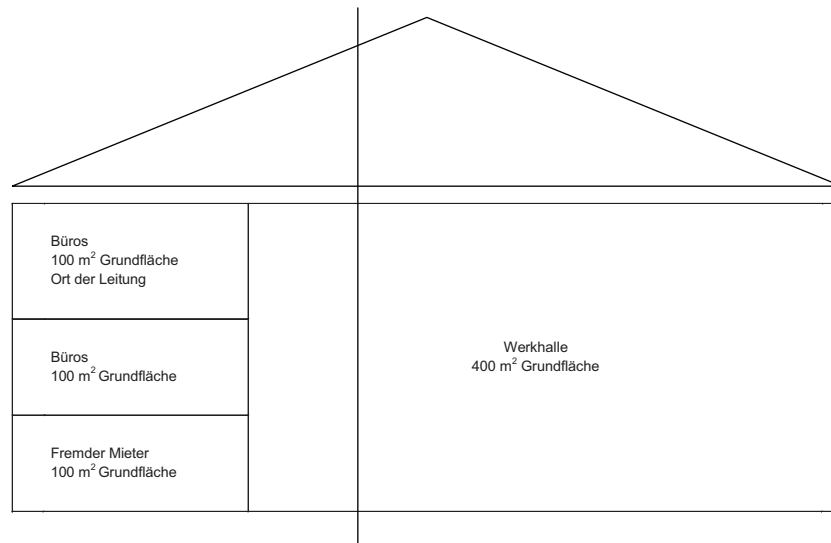 Büros
100 m² Grundfläche
Ort der Leitung
Büros
100 m² Grundfläche
Fremder Mieter
100 m² Grundfläche
Werkhalle
400 m² Grundfläche